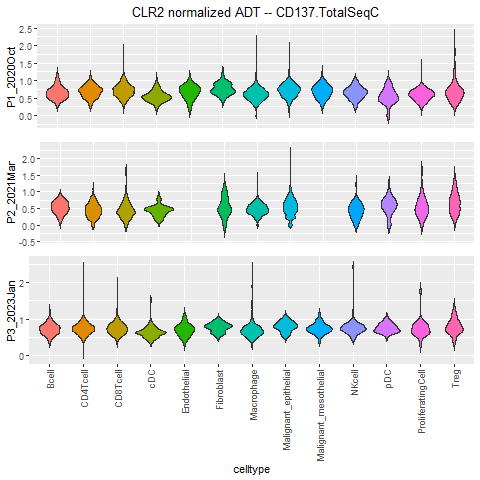 CLR2 normalized ADT -- CD137.TotalSeqC
P1_2020Oct
2.5
2.0
1.5
1.0
0.5
0.0
P2_2021Mar
2.0
1.5
1.0
0.5
0.0
-0.5
P3_2023Jan
2
1
0
Bcell
CD4Tcell
CD8Tcell
cDC
Endothelial
Fibroblast
Macrophage
Malignant_epithelial
Malignant_mesothelial
NKcell
pDC
ProliferatingCell
Treg
celltype